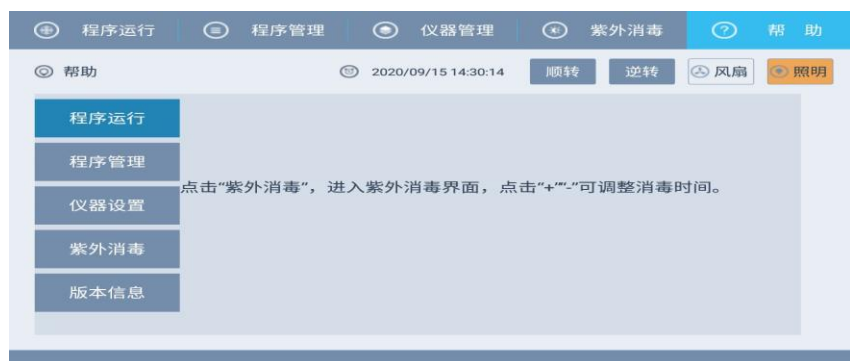 程序运行
程序管理
仪器管理
紫外消毒
帮 助
帮助
2020/09/15 14:30:14
顺转
逆转
风扇
照明
程序运行
程序管理
点击“紫外消毒”，进入紫外消毒界面，点击“+”“-”可调整消毒时间。
仪器设置
紫外消毒
版本信息